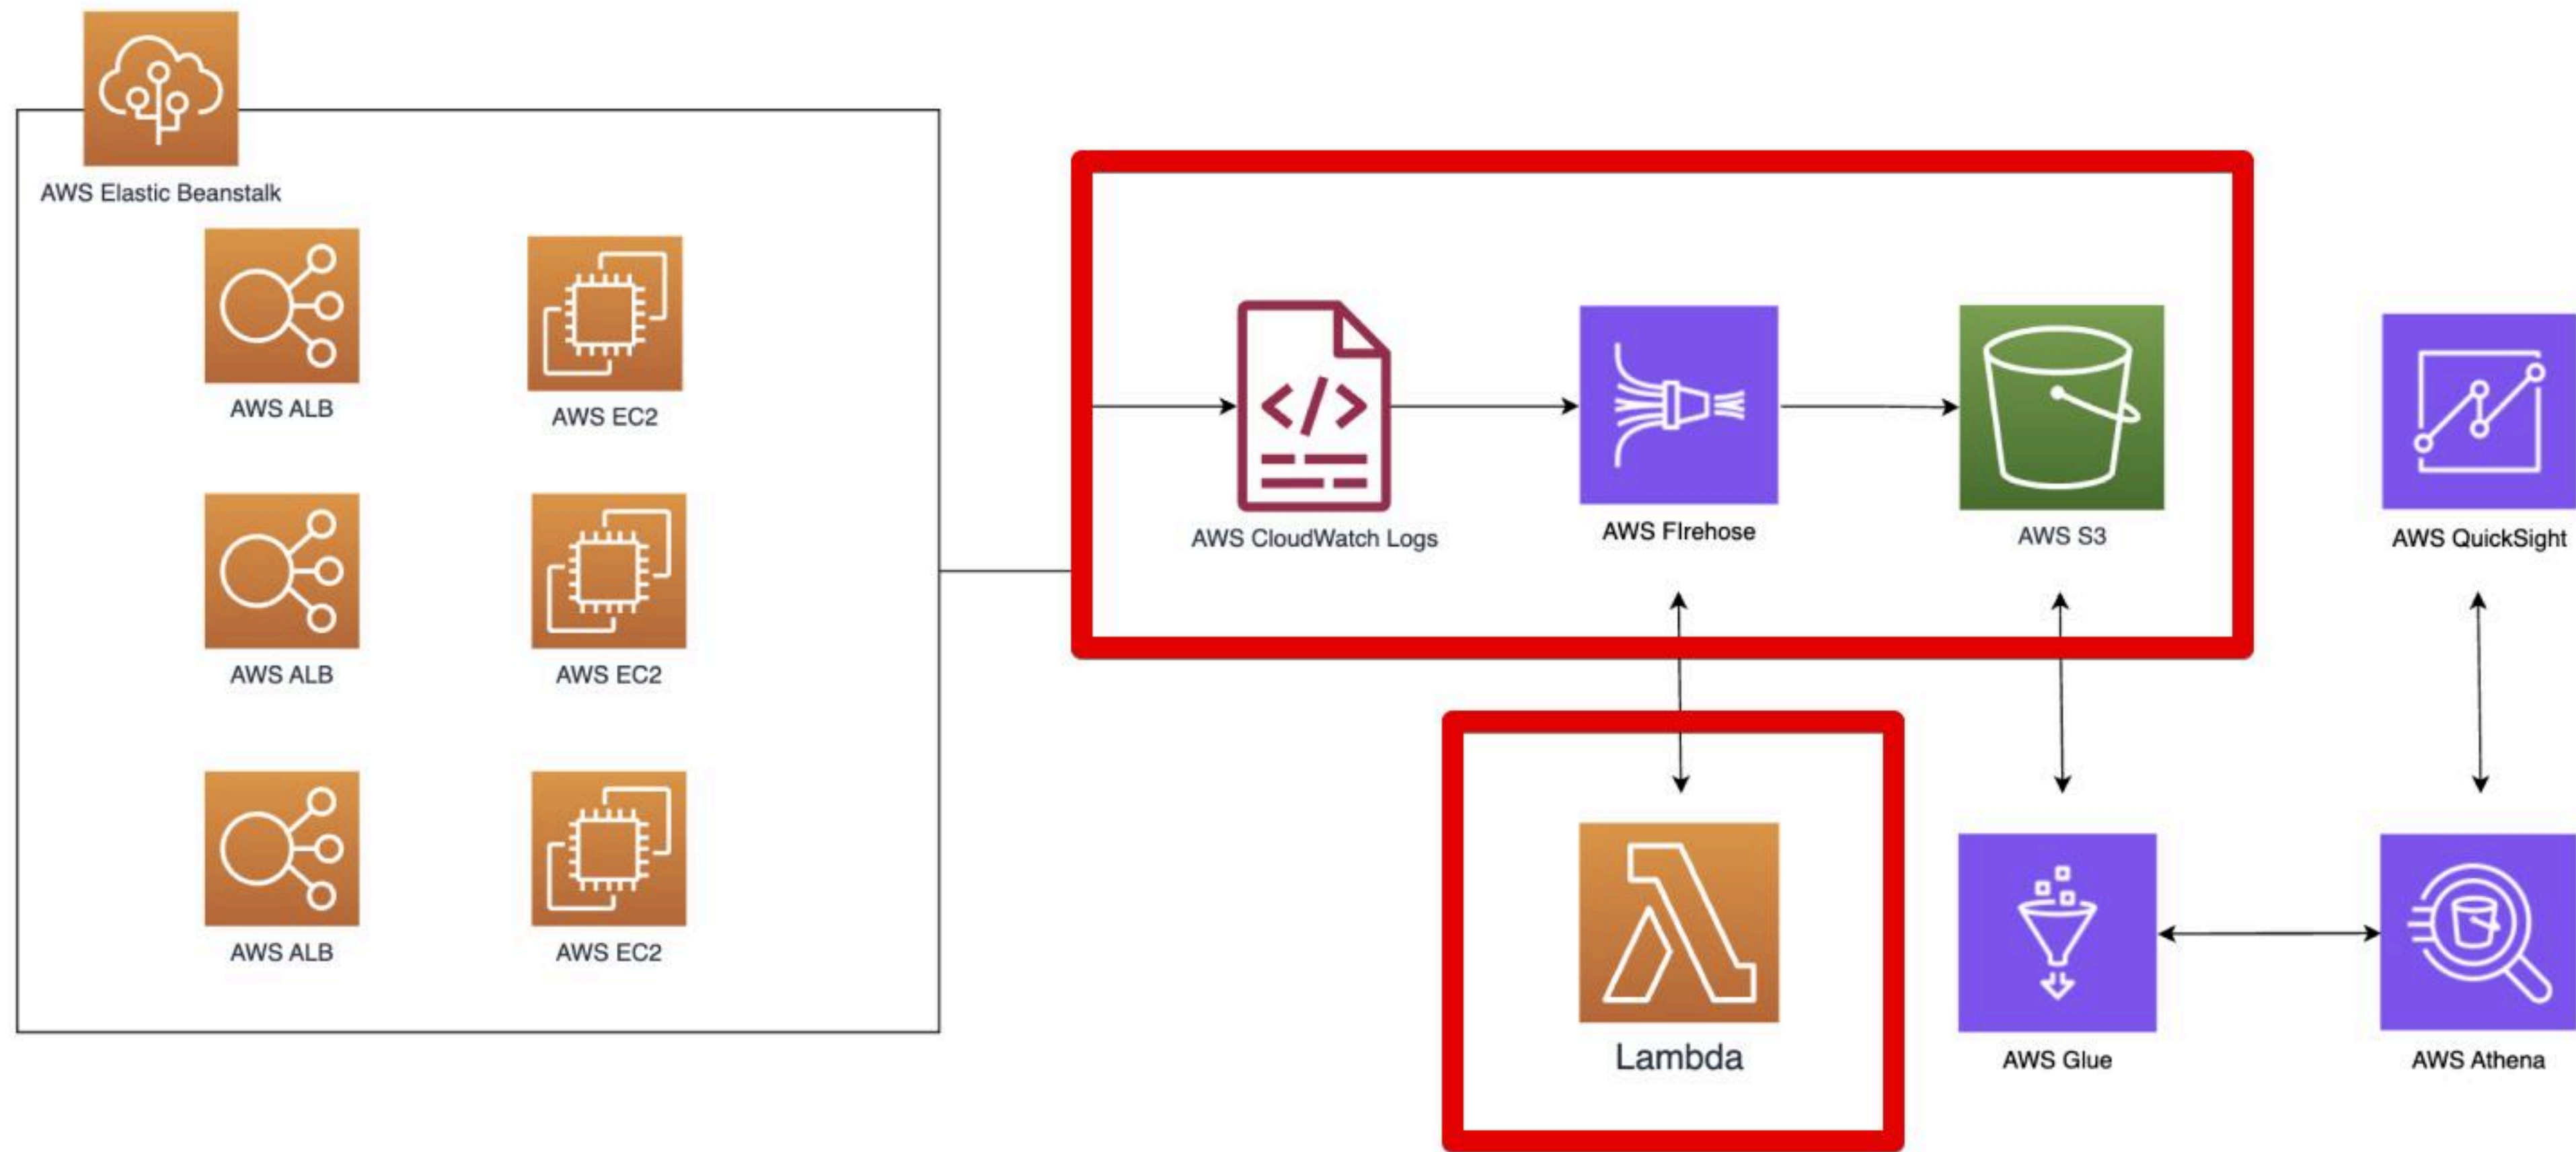 AWS Elastic Beanstalk
AWS ALB
AWS EC2
AWS ALB
AWS EC2
AWS ALB
AWS EC2
AWS CloudWatch Logs
AWS FIrehose
AWS S3
AWS QuickSight
Lambda
AWS Glue
AWS Athena